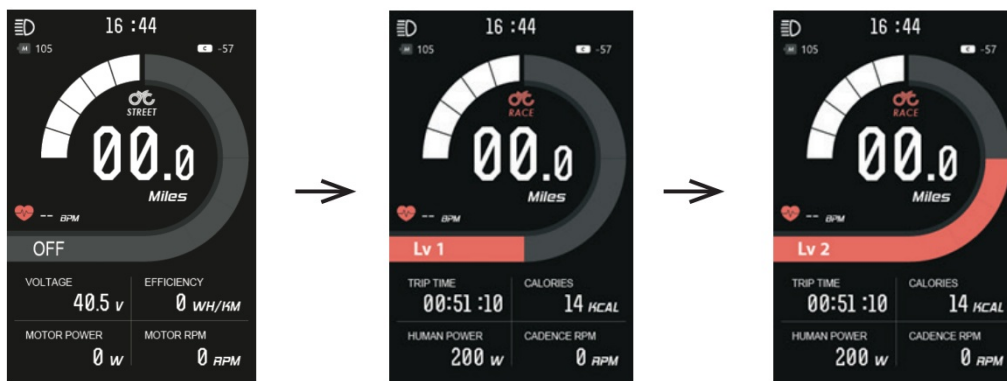 16 :44
M 105
C -57
STREET
00.0
Miles
-- BPM
OFF
VOLTAGE
40.5 V
EFFICIENCY
0 WH/KM
MOTOR POWER
0 W
MOTOR RPM
0 RPM
16 :44
M 105
C -57
RACE
00.0
Miles
-- BPM
Lv 1
TRIP TIME
00:51 :10
CALORIES
14 KCAL
HUMAN POWER
200 W
CADENCE RPM
0 RPM
16 :44
M 105
C -57
RACE
00.0
Miles
-- BPM
Lv 2
TRIP TIME
00:51 :10
CALORIES
14 KCAL
HUMAN POWER
200 W
CADENCE RPM
0 RPM